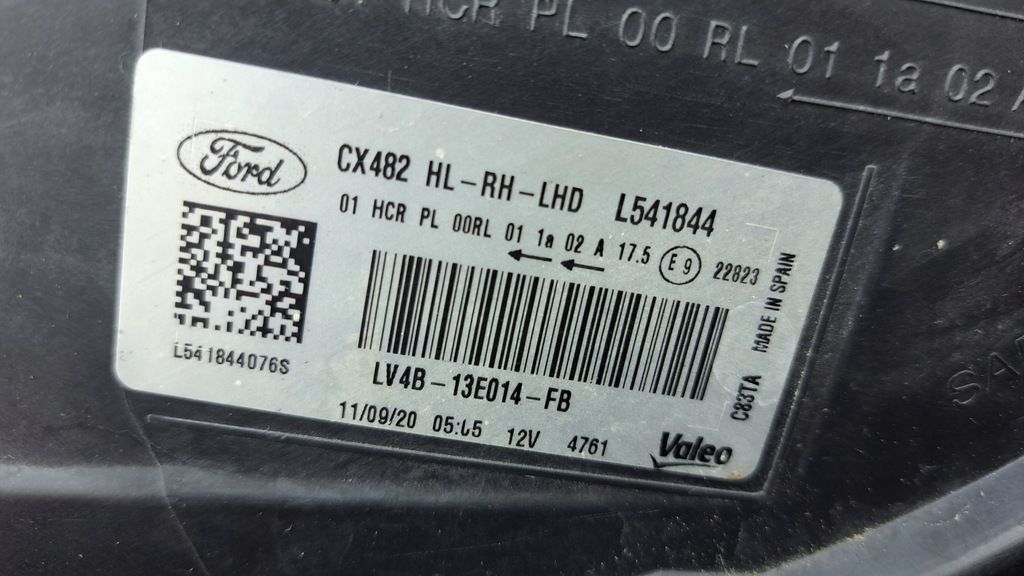 HCR PL 00 RL 01 1a 02 A
Ford
CX482 HL-RH-LHD L541844
01 HCR PL 00RL 01 1a 02 A 17.5 E9 22823
L541844076S
LV4B-13E014-FB
11/09/20 05:05 12V 4761
Valeo
C83TA MADE IN SPAIN